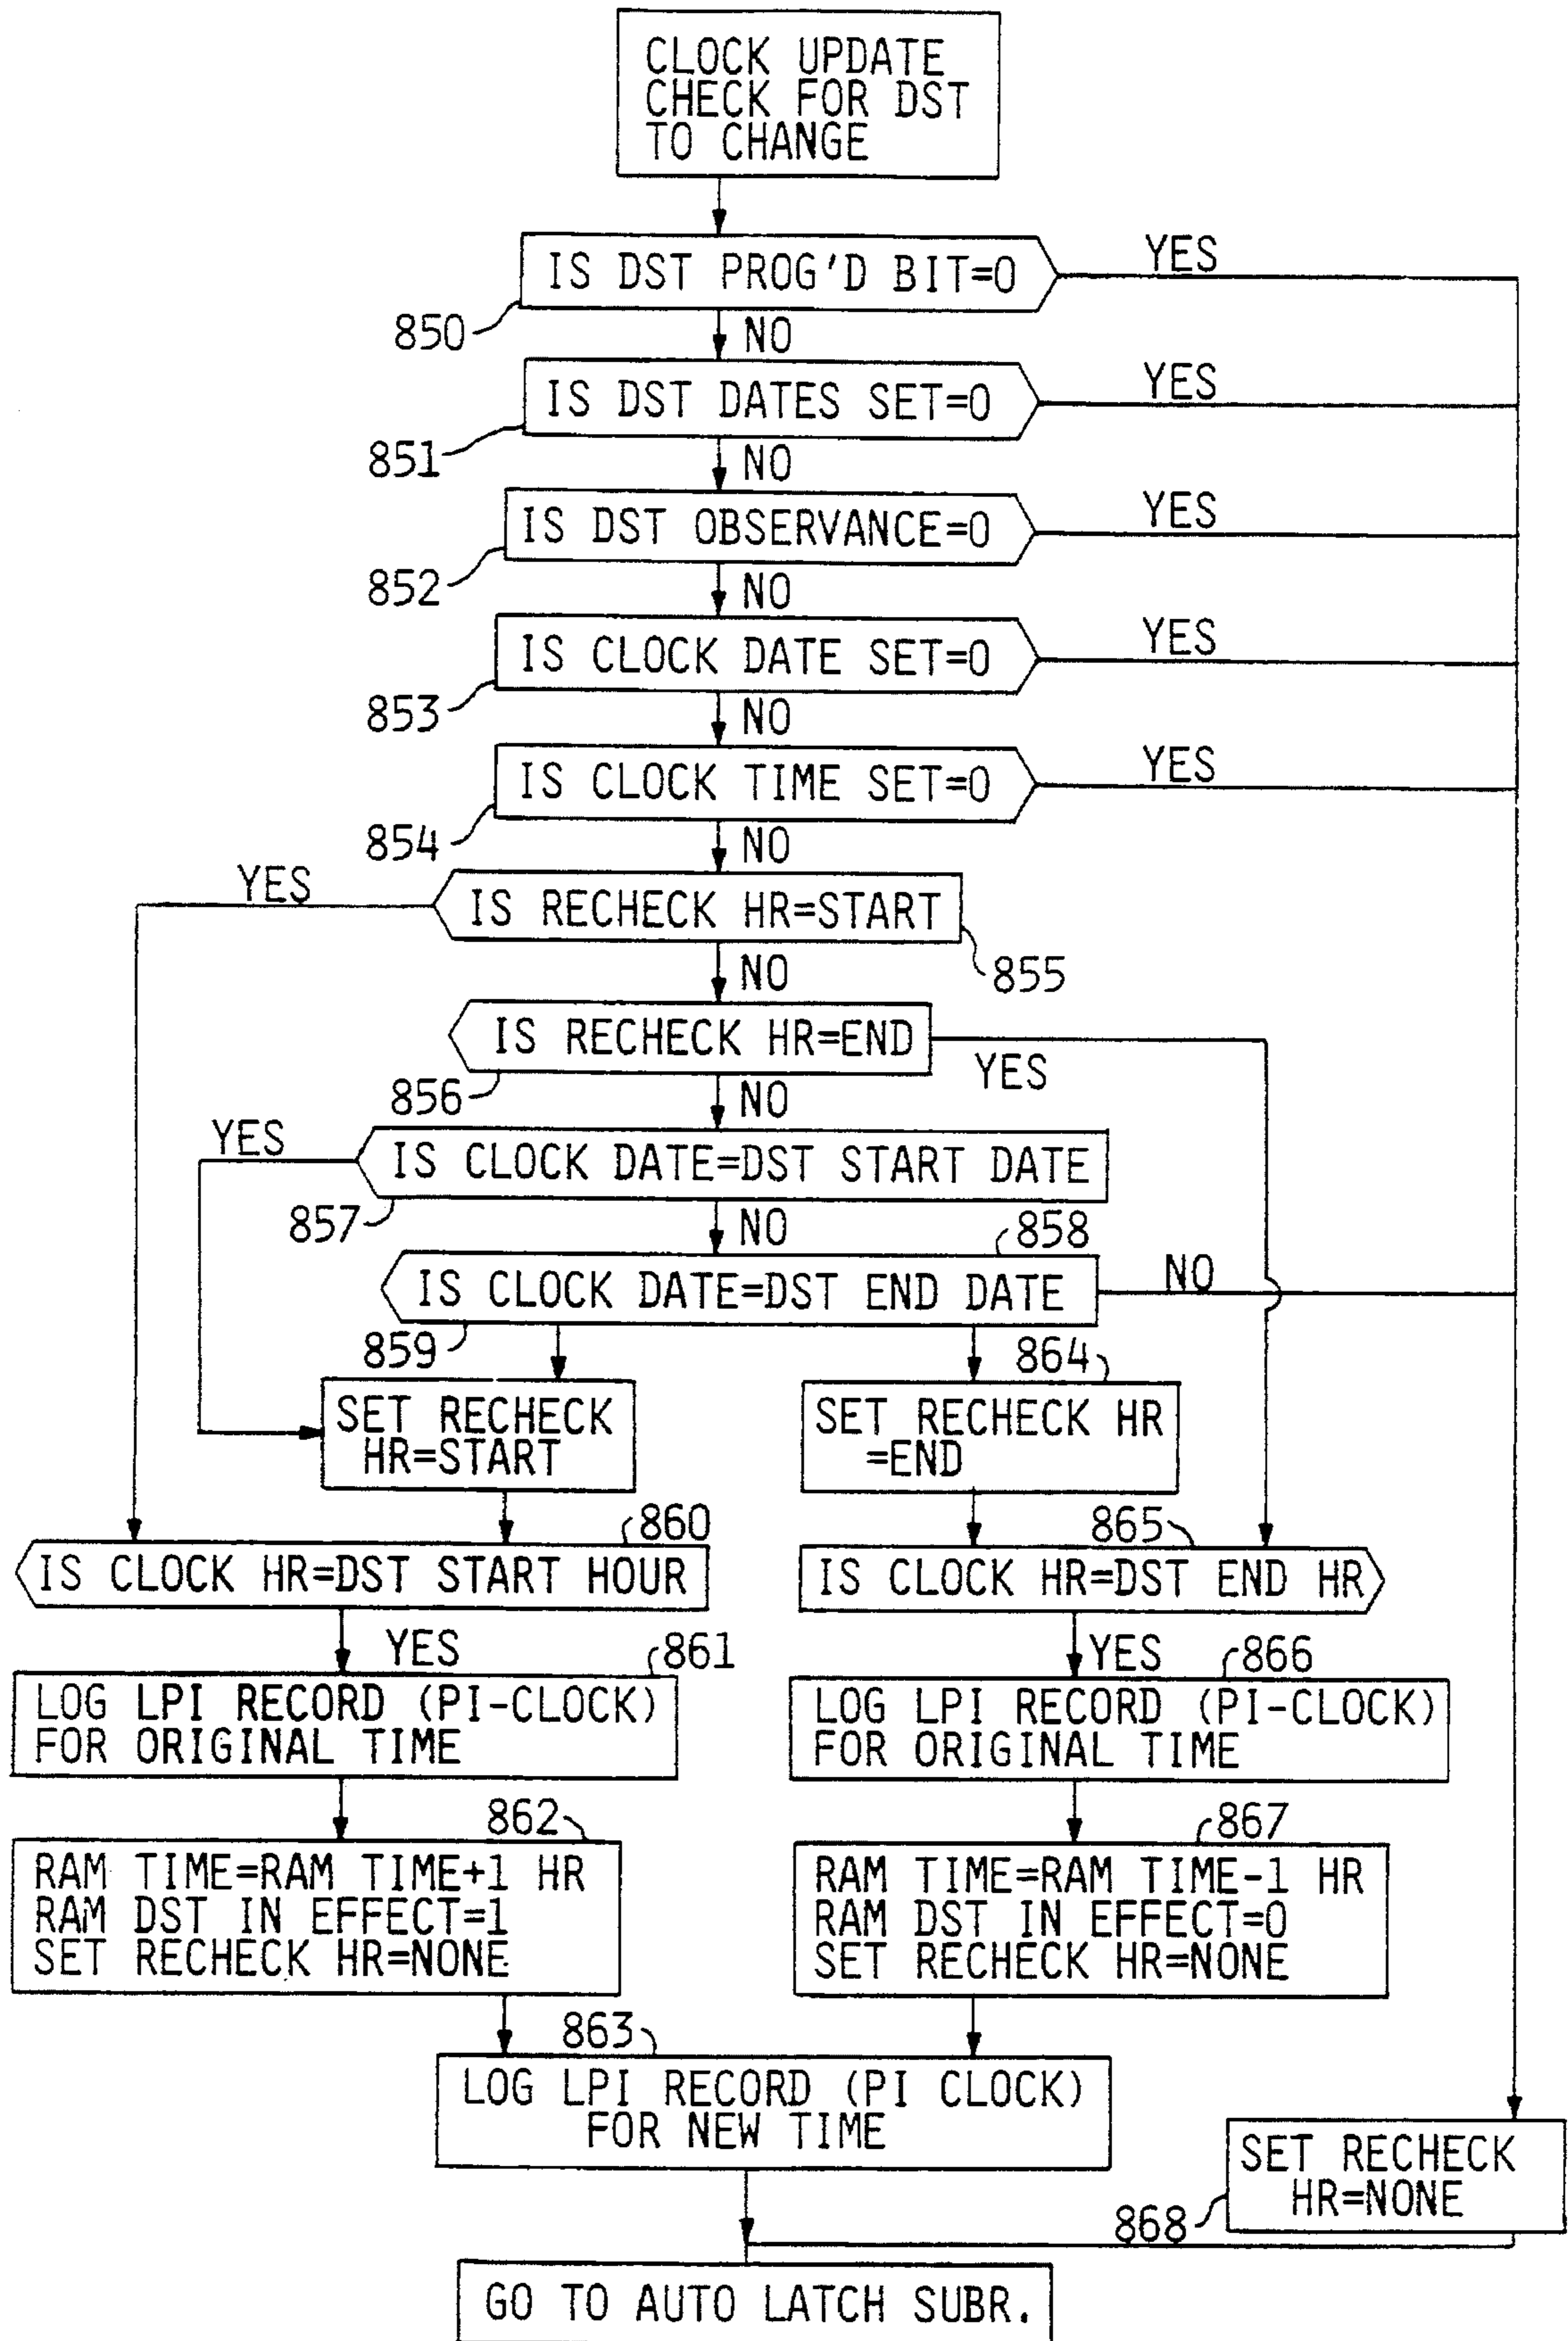 CLOCK UPDATE
CHECK FOR DST
TO CHANGE
IS DST PROG'D BIT=0
YES
850
NO
IS DST DATES SET=0
YES
851
NO
IS DST OBSERVANCE=0
YES
852
NO
IS CLOCK DATE SET=0
YES
853
NO
IS CLOCK TIME SET=0
YES
854
NO
YES
IS RECHECK HR=START
855
NO
IS RECHECK HR=END
YES
856
NO
YES
IS CLOCK DATE=DST START DATE
857
NO
858
IS CLOCK DATE=DST END DATE
NO
859
864
SET RECHECK
HR=START
SET RECHECK HR
=END
860
865
IS CLOCK HR=DST START HOUR
IS CLOCK HR=DST END HR
YES
861
YES
866
LOG LPI RECORD (PI-CLOCK)
FOR ORIGINAL TIME
LOG LPI RECORD (PI-CLOCK)
FOR ORIGINAL TIME
862
867
RAM TIME=RAM TIME+1 HR
RAM DST IN EFFECT=1
SET RECHECK HR=NONE
RAM TIME=RAM TIME-1 HR
RAM DST IN EFFECT=0
SET RECHECK HR=NONE
863
LOG LPI RECORD (PI CLOCK)
FOR NEW TIME
SET RECHECK
HR=NONE
868
GO TO AUTO LATCH SUBR.